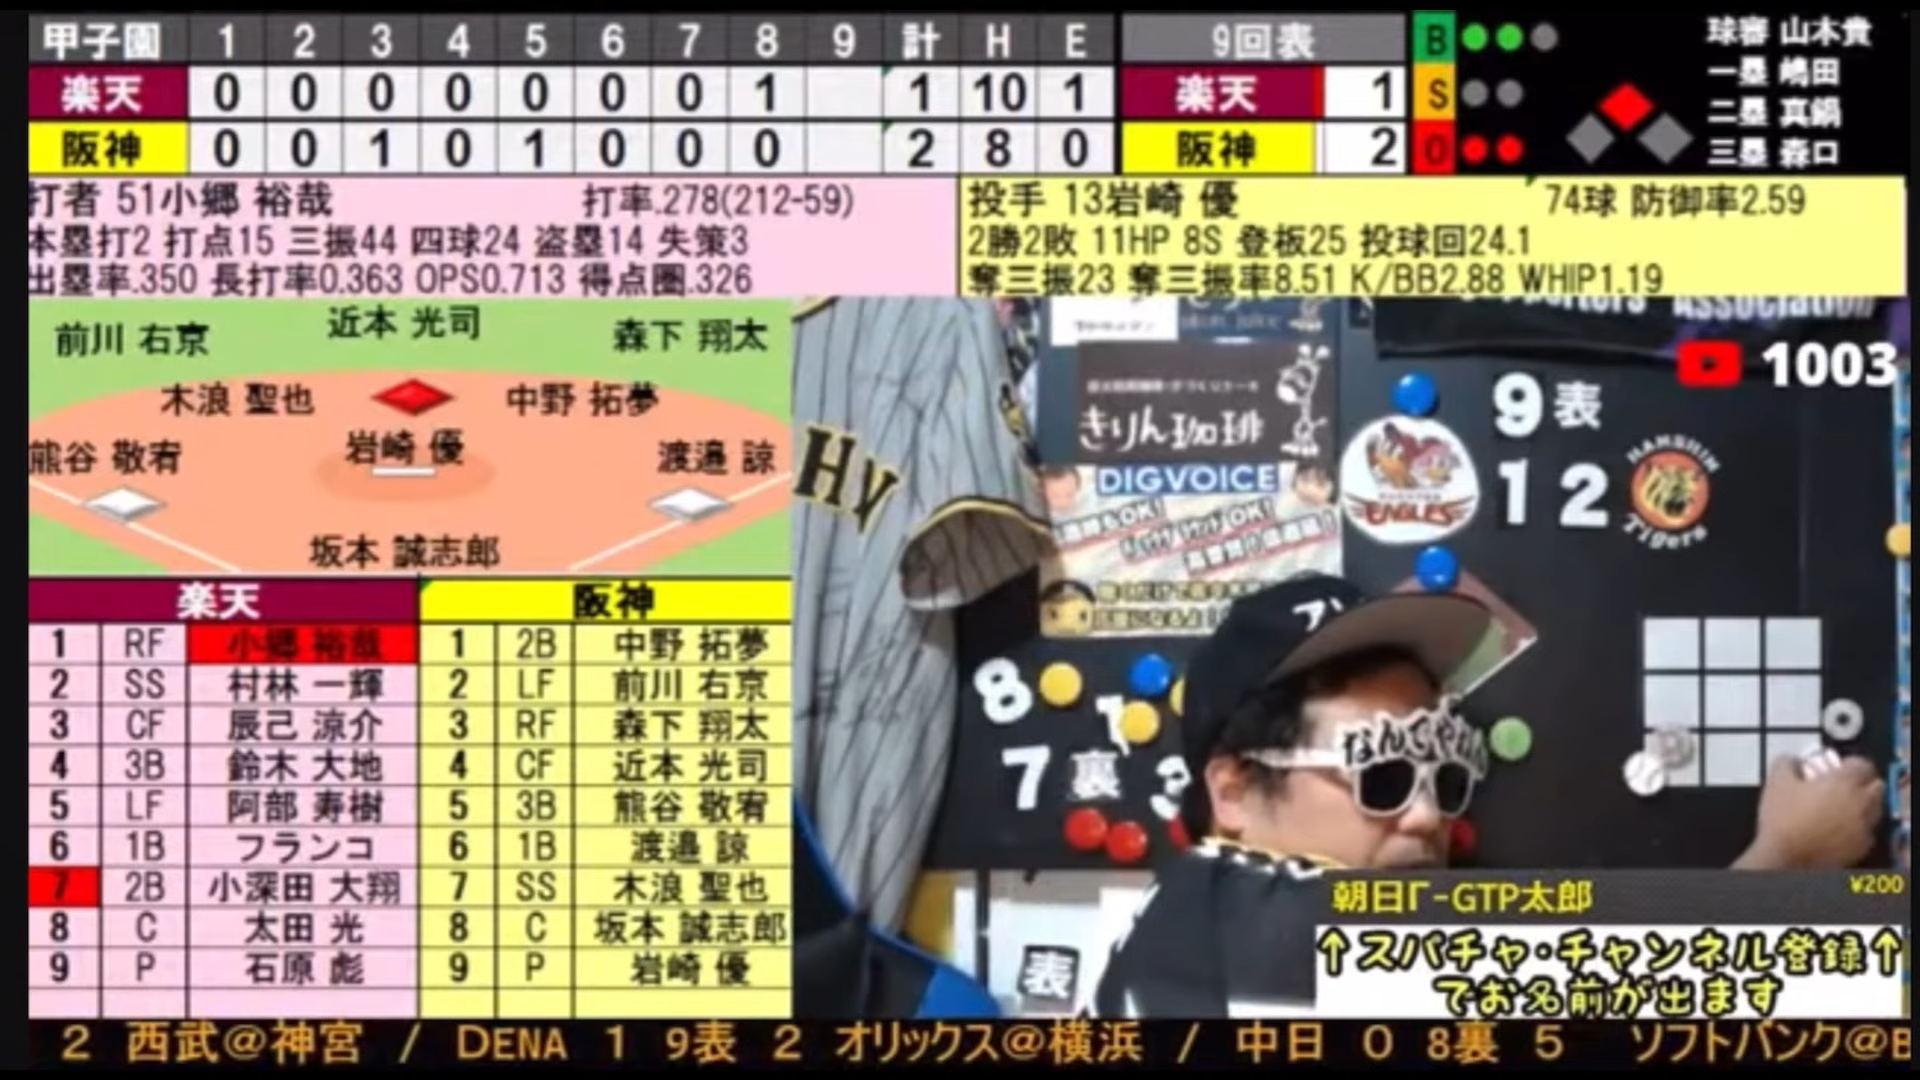 甲子園 1 2 3 4 5 6 7 8 9 計 H E
楽天 0 0 0 0 0 0 0 1 1 10 1
阪神 0 0 1 0 1 0 0 0 2 8 0
9回表
楽天 1
阪神 2
B
S
O
球審 山本貴
一塁 嶋田
二塁 真鍋
三塁 森口
打者 51小郷 裕哉 打率.278(212-59)
本塁打2 打点15 三振44 四球24 盗塁14 失策3
出塁率.350 長打率0.363 OPS0.713 得点圏.326
投手 13岩崎 優 74球 防御率2.59
2勝2敗 11HP 8S 登板25 投球回24.1
奪三振23 奪三振率8.51 K/BB2.88 WHIP1.19
前川 右京 近本 光司 森下 翔太
木浪 聖也 中野 拓夢
熊谷 敬宥 岩崎 優 渡邉 諒
坂本 誠志郎
楽天
1 RF 小郷 裕哉
2 SS 村林 一輝
3 CF 辰己 涼介
4 3B 鈴木 大地
5 LF 阿部 寿樹
6 1B フランコ
7 2B 小深田 大翔
8 C 太田 光
9 P 石原 彪
阪神
1 2B 中野 拓夢
2 LF 前川 右京
3 RF 森下 翔太
4 CF 近本 光司
5 3B 熊谷 敬宥
6 1B 渡邉 諒
7 SS 木浪 聖也
8 C 坂本 誠志郎
9 P 岩崎 優
Association
1003
きりん珈琲
DIGVOICE
9表
1 2
EAGLES
HANSHIN
Tigers
8
7 裏
表
朝日Γ-GTP太郎 ¥200
↑スパチャ・チャンネル登録↑
でお名前が出ます
2 西武@神宮 / DENA 1 9表 2 オリックス@横浜 / 中日 0 8裏 5 ソフトバンク@